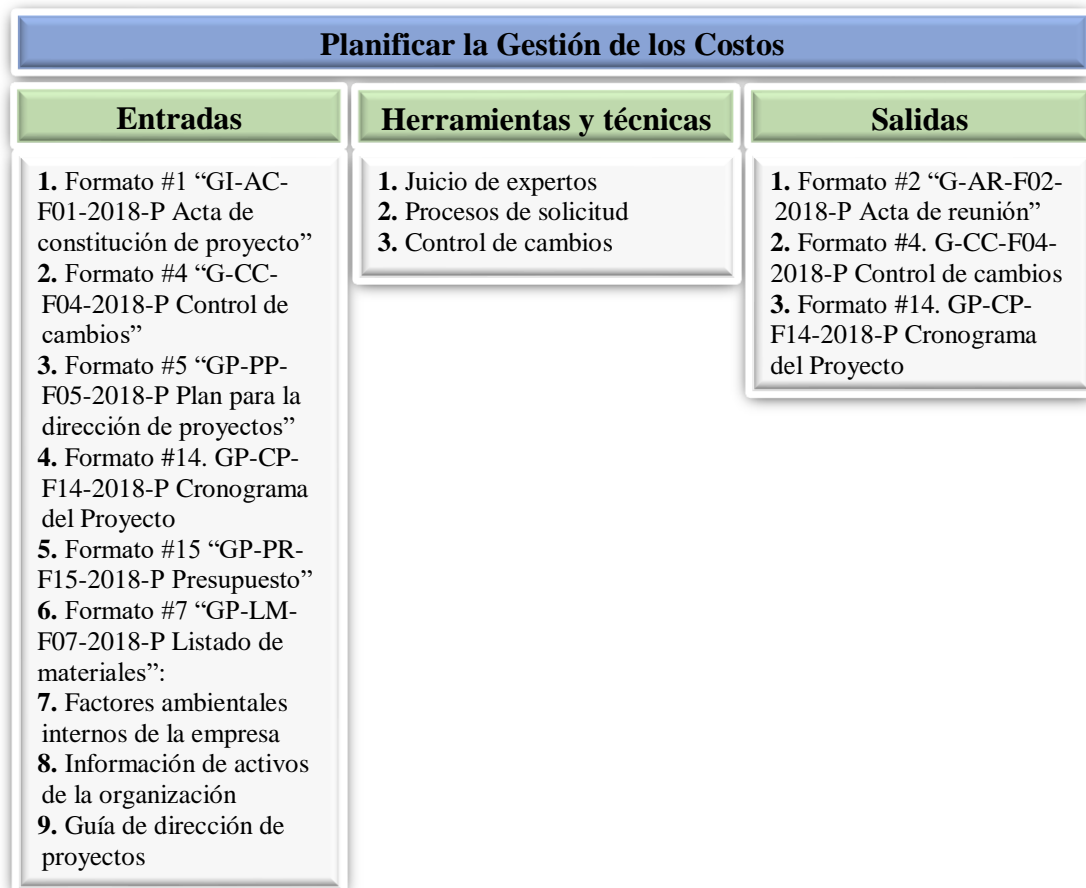 Planificar la Gestión de los Costos
Entradas
1. Formato #1 “GI-AC-
F01-2018-P Acta de
constitución de proyecto”
2. Formato #4 “G-CC-
F04-2018-P Control de
cambios”
3. Formato #5 “GP-PP-
F05-2018-P Plan para la
dirección de proyectos”
4. Formato #14. GP-CP-
F14-2018-P Cronograma
del Proyecto
5. Formato #15 “GP-PR-
F15-2018-P Presupuesto”
6. Formato #7 “GP-LM-
F07-2018-P Listado de
materiales”:
7. Factores ambientales
internos de la empresa
8. Información de activos
de la organización
9. Guía de dirección de
proyectos
Herramientas y técnicas
1. Juicio de expertos
2. Procesos de solicitud
3. Control de cambios
Salidas
1. Formato #2 “G-AR-F02-
2018-P Acta de reunión”
2. Formato #4. G-CC-F04-
2018-P Control de cambios
3. Formato #14. GP-CP-
F14-2018-P Cronograma
del Proyecto